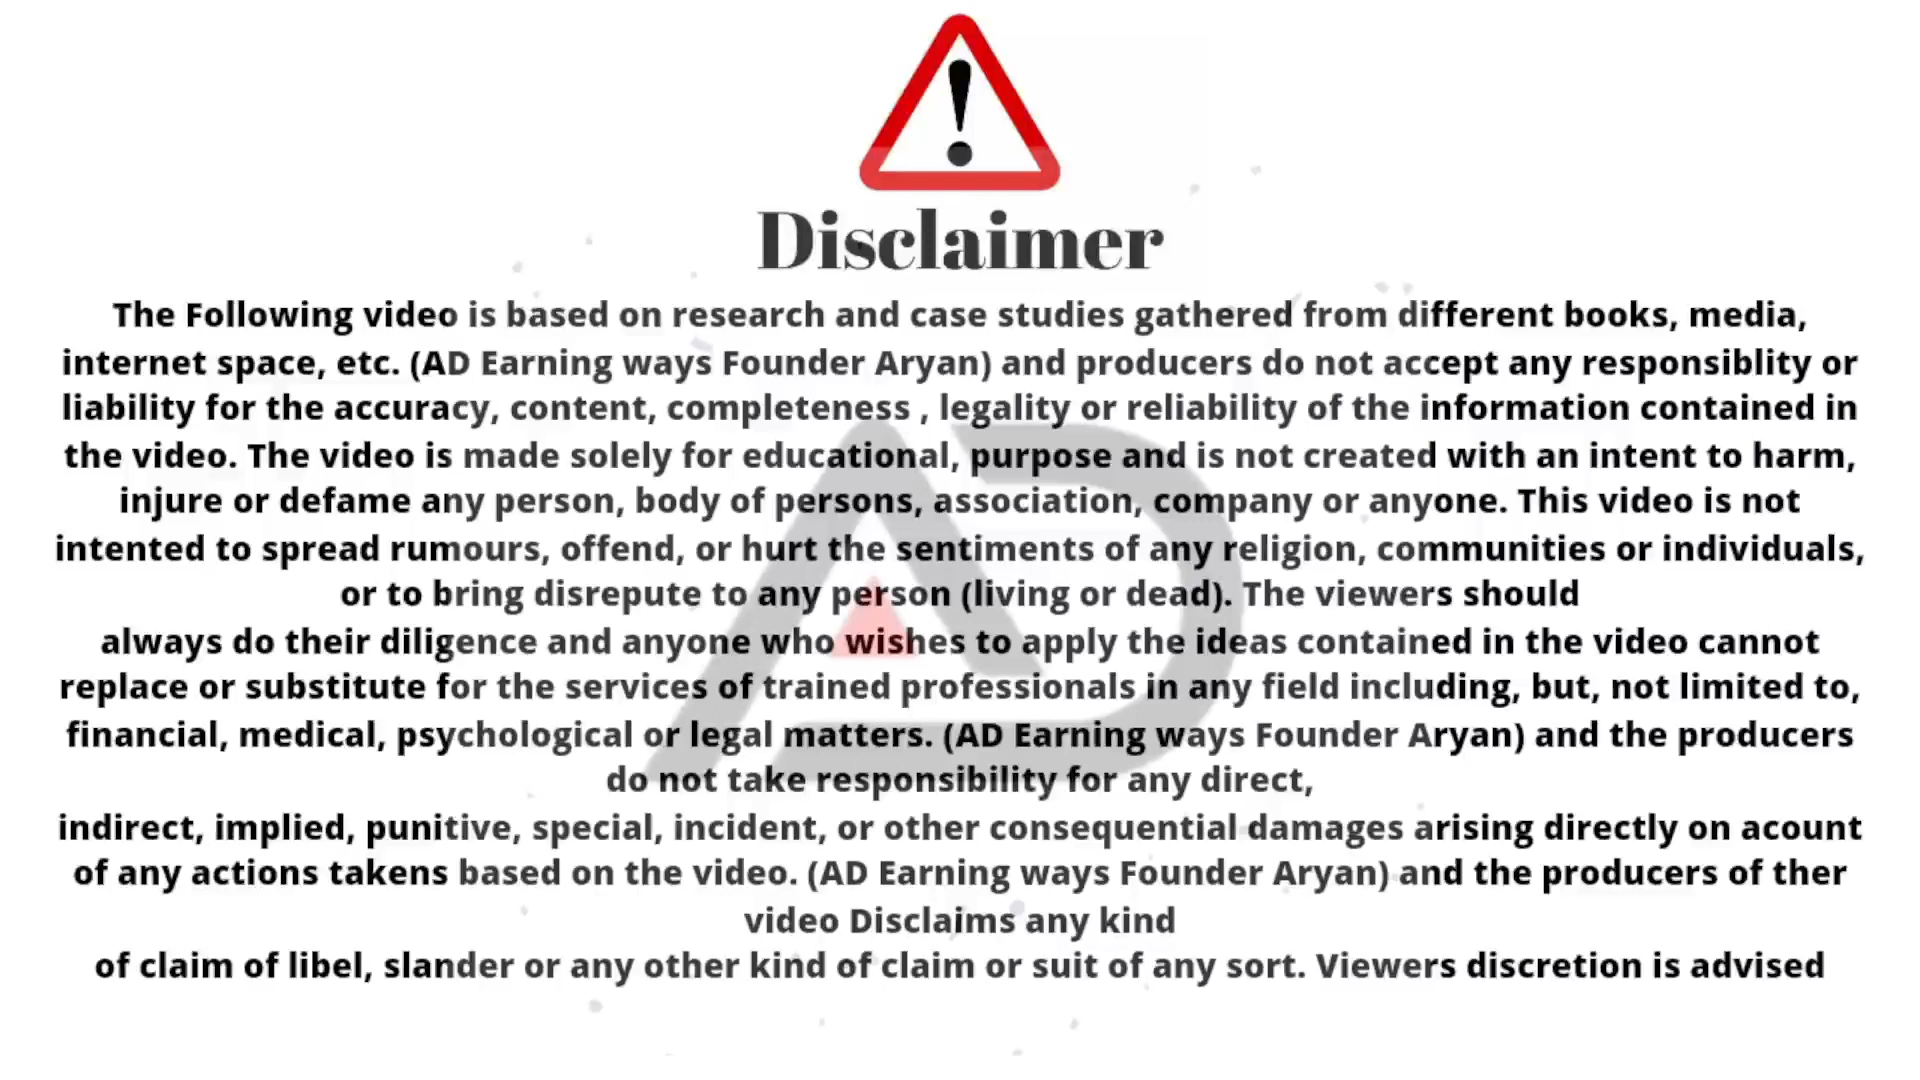 Disclaimer
The Following video is based on research and case studies gathered from different books, media,
internet space, etc. (AD Earning ways Founder Aryan) and producers do not accept any responsiblity or
liability for the accuracy, content, completeness , legality or reliability of the information contained in
the video. The video is made solely for educational, purpose and is not created with an intent to harm,
injure or defame any person, body of persons, association, company or anyone. This video is not
intented to spread rumours, offend, or hurt the sentiments of any religion, communities or individuals,
or to bring disrepute to any person (living or dead). The viewers should
always do their diligence and anyone who wishes to apply the ideas contained in the video cannot
replace or substitute for the services of trained professionals in any field including, but, not limited to,
financial, medical, psychological or legal matters. (AD Earning ways Founder Aryan) and the producers
do not take responsibility for any direct,
indirect, implied, punitive, special, incident, or other consequential damages arising directly on acount
of any actions takens based on the video. (AD Earning ways Founder Aryan) and the producers of ther
video Disclaims any kind
of claim of libel, slander or any other kind of claim or suit of any sort. Viewers discretion is advised
AD